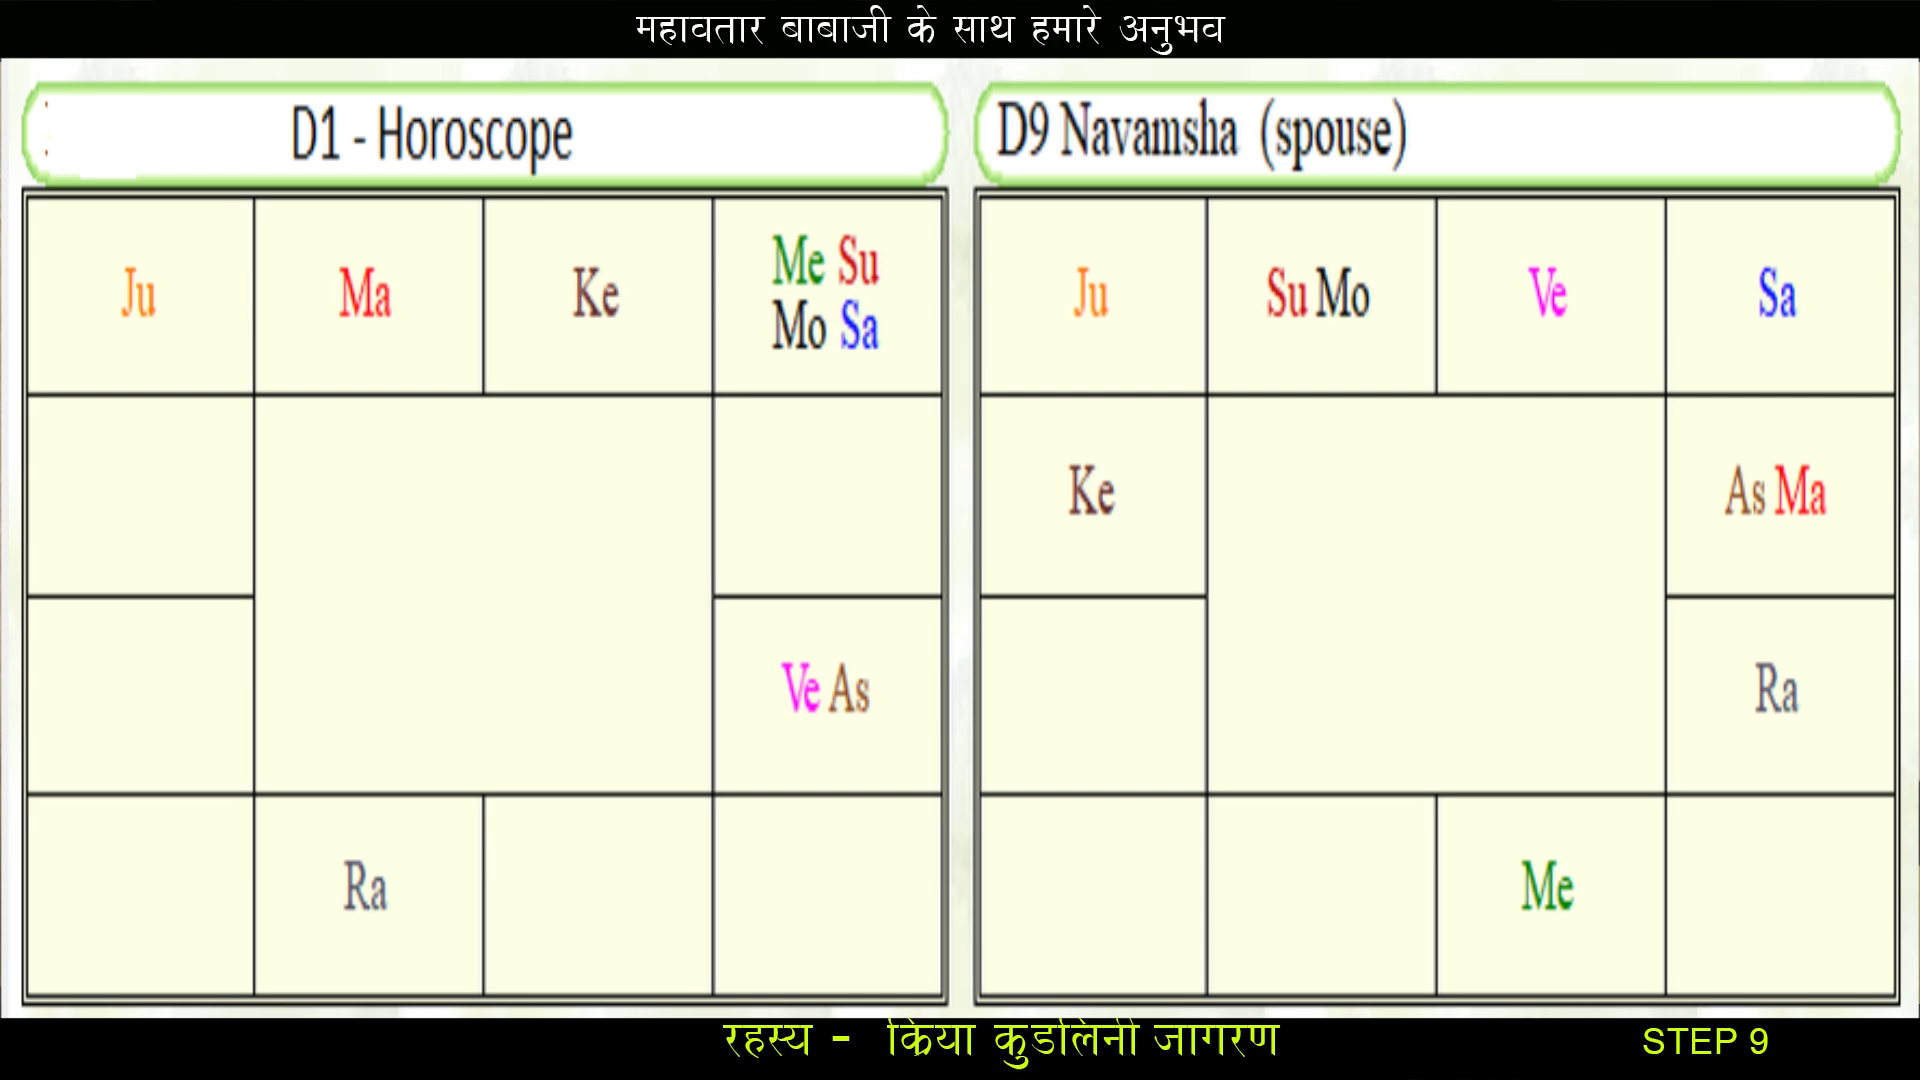 महावतार बाबाजी के साथ हमारे अनुभव
D1 - Horoscope
Ju
Ma
Ke
Me Su
Mo Sa
Ve As
Ra
D9 Navamsha (spouse)
Ju
Su Mo
Ve
Sa
Ke
As Ma
Ra
Me
रहस्य - क्रिया कुडलिनी जागरण
STEP 9